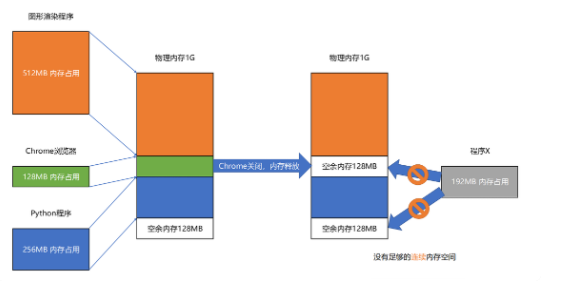 图形渲染程序
512MB 内存占用
Chrome浏览器
128MB 内存占用
Python程序
256MB 内存占用
物理内存1G
空余内存128MB
Chrome关闭，内存释放
物理内存1G
空余内存128MB
空余内存128MB
程序X
192MB 内存占用
没有足够的连续内存空间